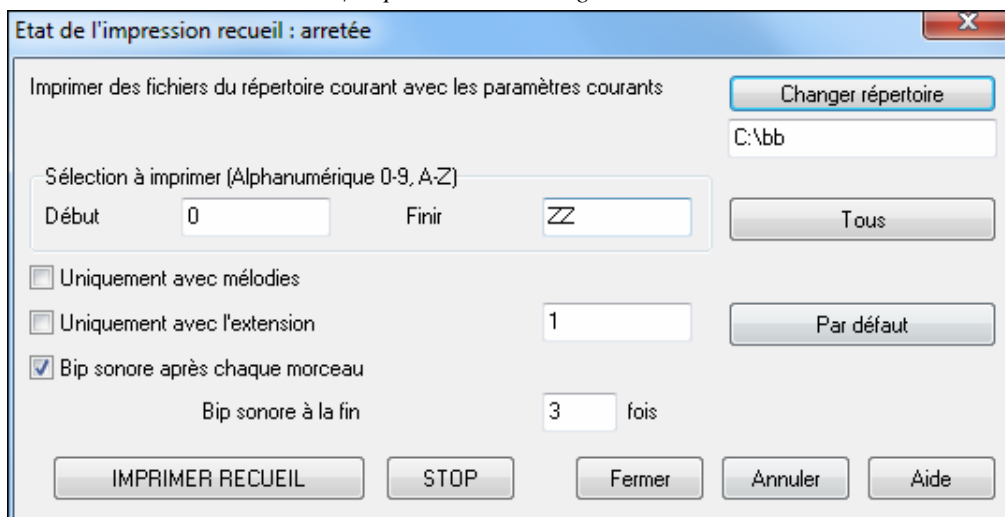 Etat de l'impression recueil : arretée
Imprimer des fichiers du répertoire courant avec les paramètres courants
Changer répertoire
C:\bb
Sélection à imprimer (Alphanumérique 0-9, A-Z)
Début 0 Finir ZZ
Tous
Uniquement avec mélodies
Uniquement avec l'extension 1
Par défaut
Bip sonore après chaque morceau
Bip sonore à la fin 3 fois
IMPRIMER RECUEIL STOP Fermer Annuler Aide